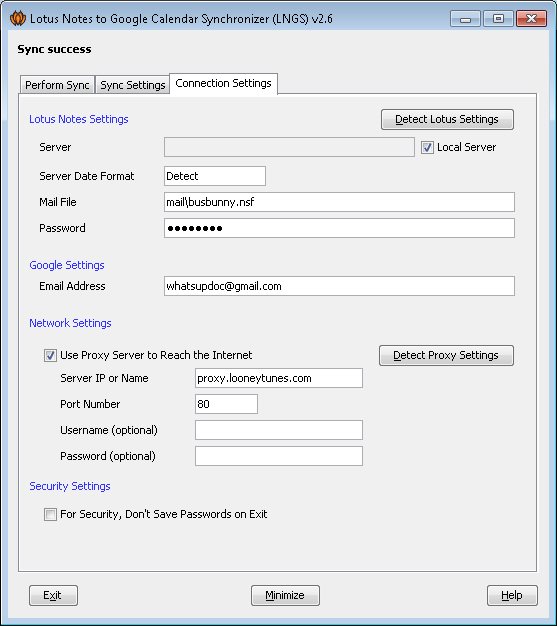 Lotus Notes to Google Calendar Synchronizer (LNGS) v2.6
Sync success
Perform Sync Sync Settings Connection Settings
Lotus Notes Settings Detect Lotus Settings
Server Local Server
Server Date Format Detect
Mail File mail\busbunny.nsf
Password ●●●●●●●●
Google Settings
Email Address whatsupdoc@gmail.com
Network Settings
Use Proxy Server to Reach the Internet Detect Proxy Settings
Server IP or Name proxy.looneytunes.com
Port Number 80
Username (optional)
Password (optional)
Security Settings
For Security, Don't Save Passwords on Exit
Exit Minimize Help